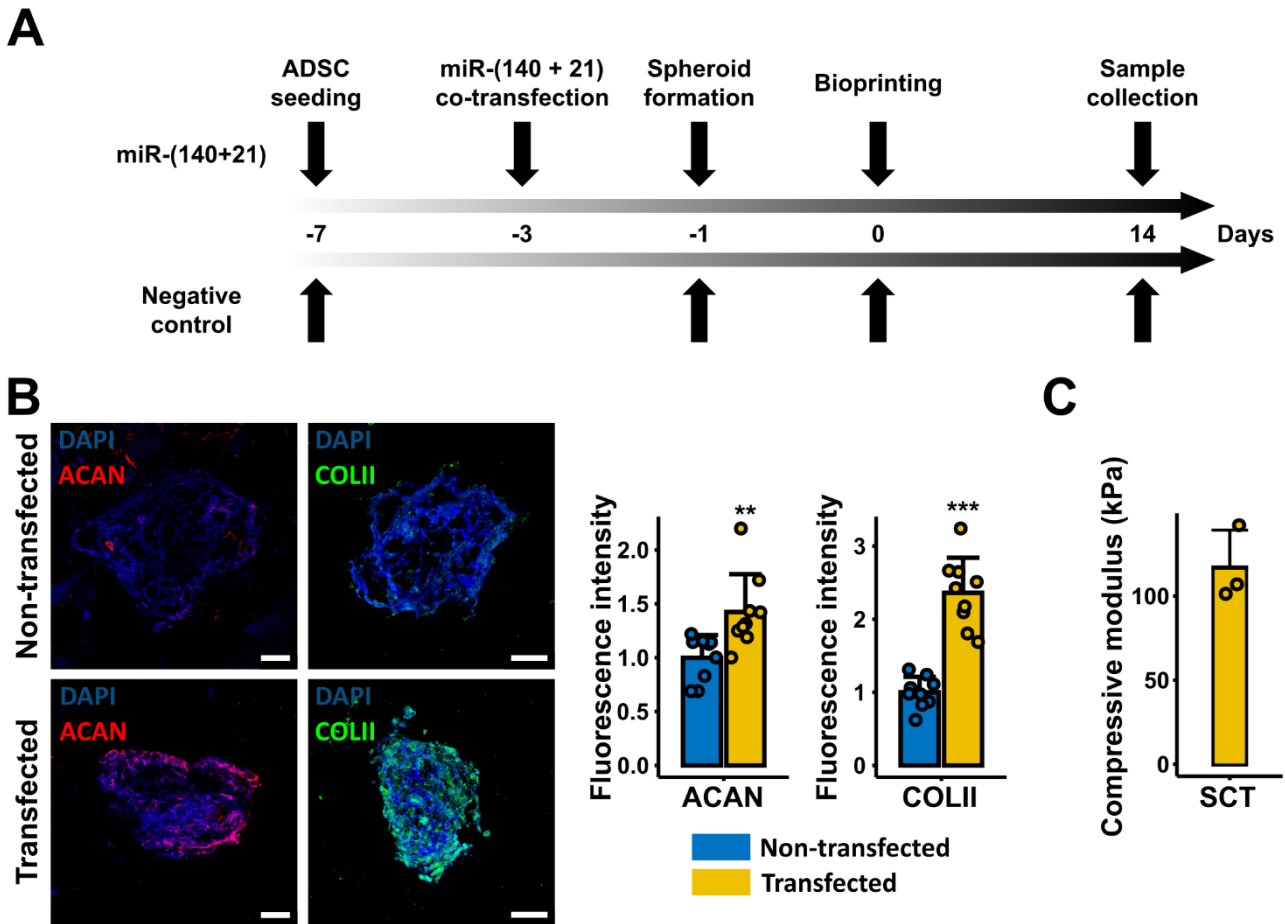 A
ADSC
seeding
miR-(140 + 21)
co-transfection
Spheroid
formation
Bioprinting
Sample
collection
miR-(140+21)
-7
-3
-1
0
14
Days
Negative
control
B
Non-transfected
DAPI
ACAN
DAPI
COLII
Transfected
DAPI
ACAN
DAPI
COLII
Fluorescence intensity
2.0
1.5
1.0
0.5
0.0
**
ACAN
Fluorescence intensity
3
2
1
0
***
COLII
Non-transfected
Transfected
C
Compressive modulus (kPa)
100
50
0
SCT